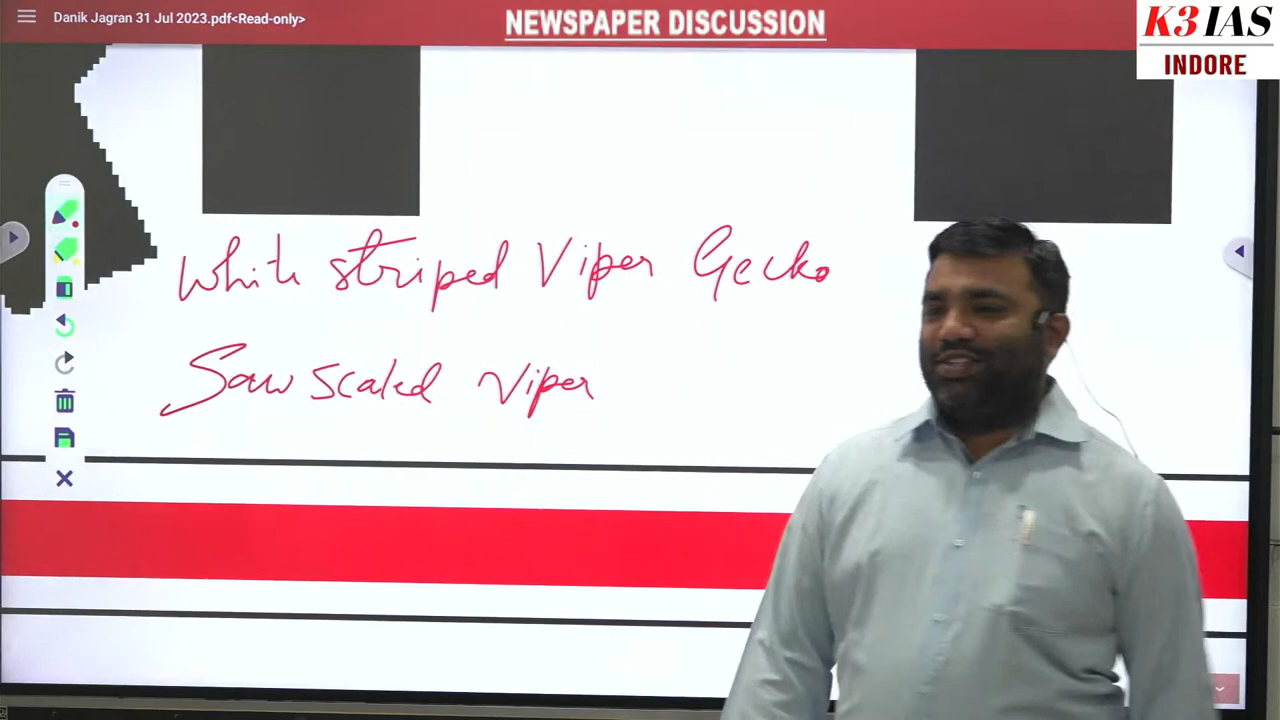 Danik Jagran 31 Jul 2023.pdf<Read-only>
NEWSPAPER DISCUSSION
K3 IAS
INDORE
White striped Viper Gecko
Saw scaled viper